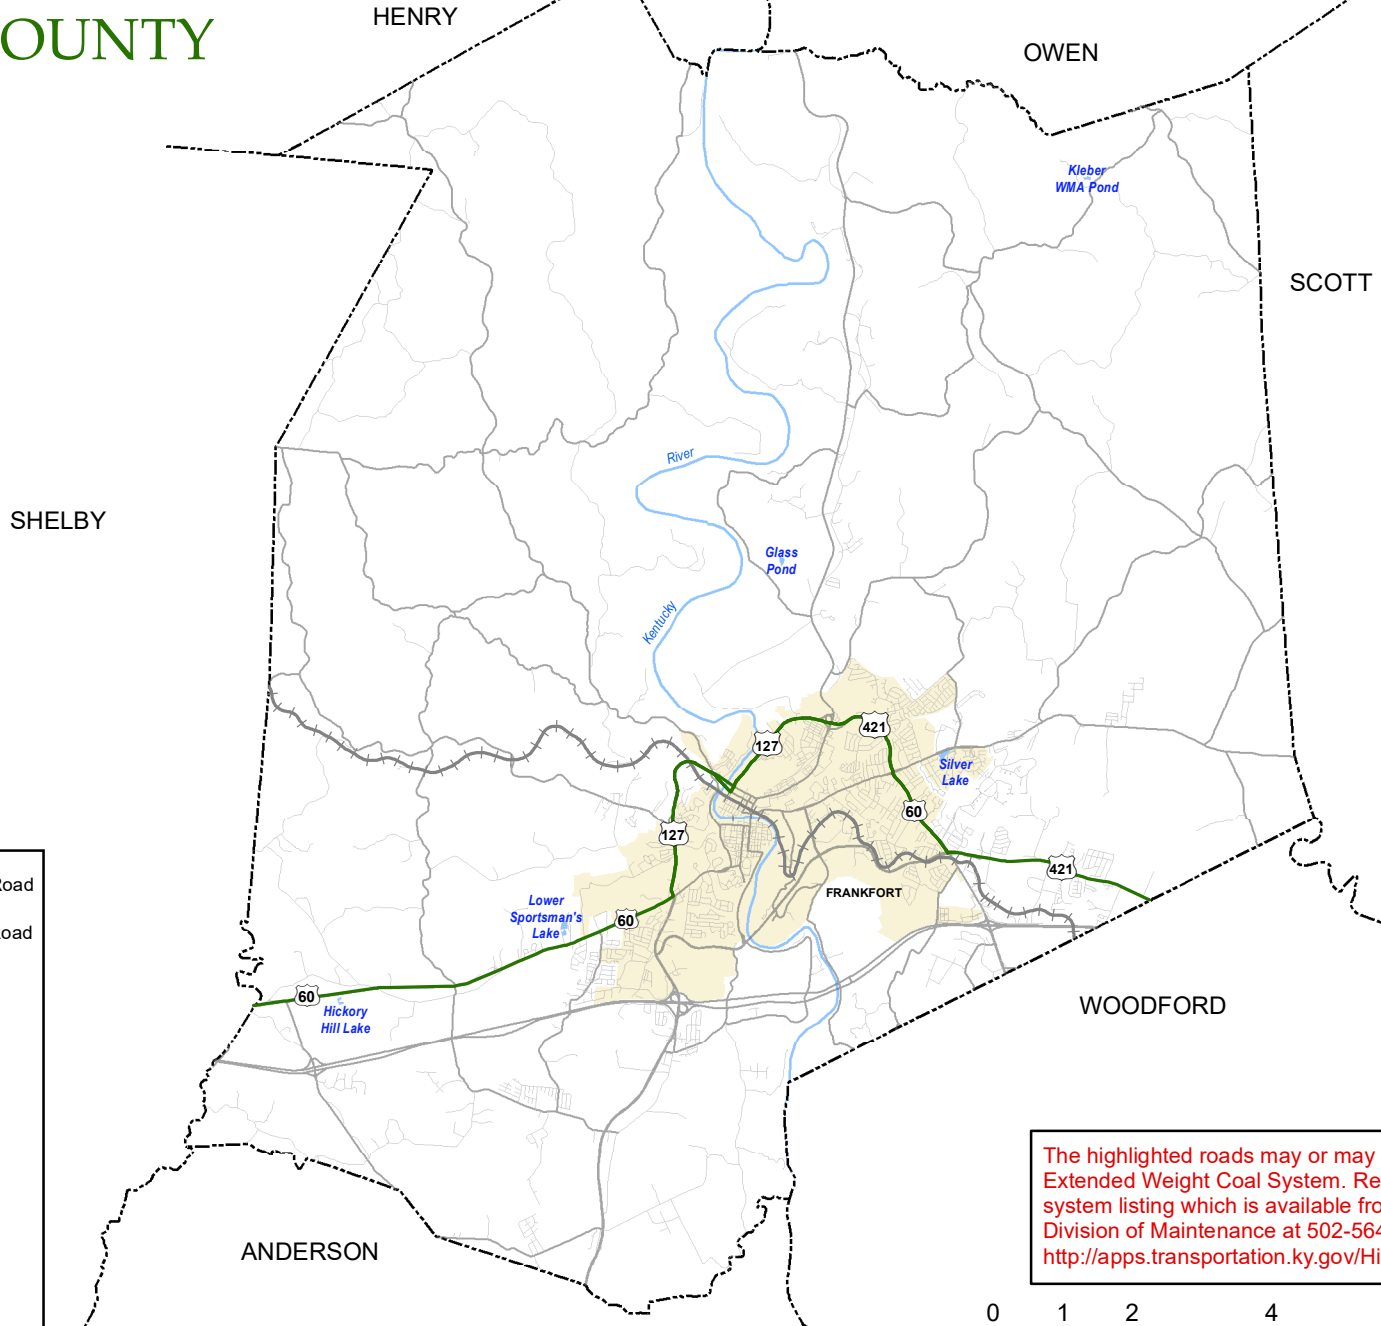 HENRY
OUNTY
OWEN
Kleber
WMA Pond
SCOTT
River
SHELBY
Glass
Pond
Kentucky
421
127
Silver
Lake
60
127
421
Road
oad
FRANKFORT
Lower
Sportsman's
Lake
60
60
Hickory
Hill Lake
WOODFORD
The highlighted roads may or may
Extended Weight Coal System. Re
system listing which is available fro
Division of Maintenance at 502-564
http://apps.transportation.ky.gov/Hi
ANDERSON
0 1 2 4